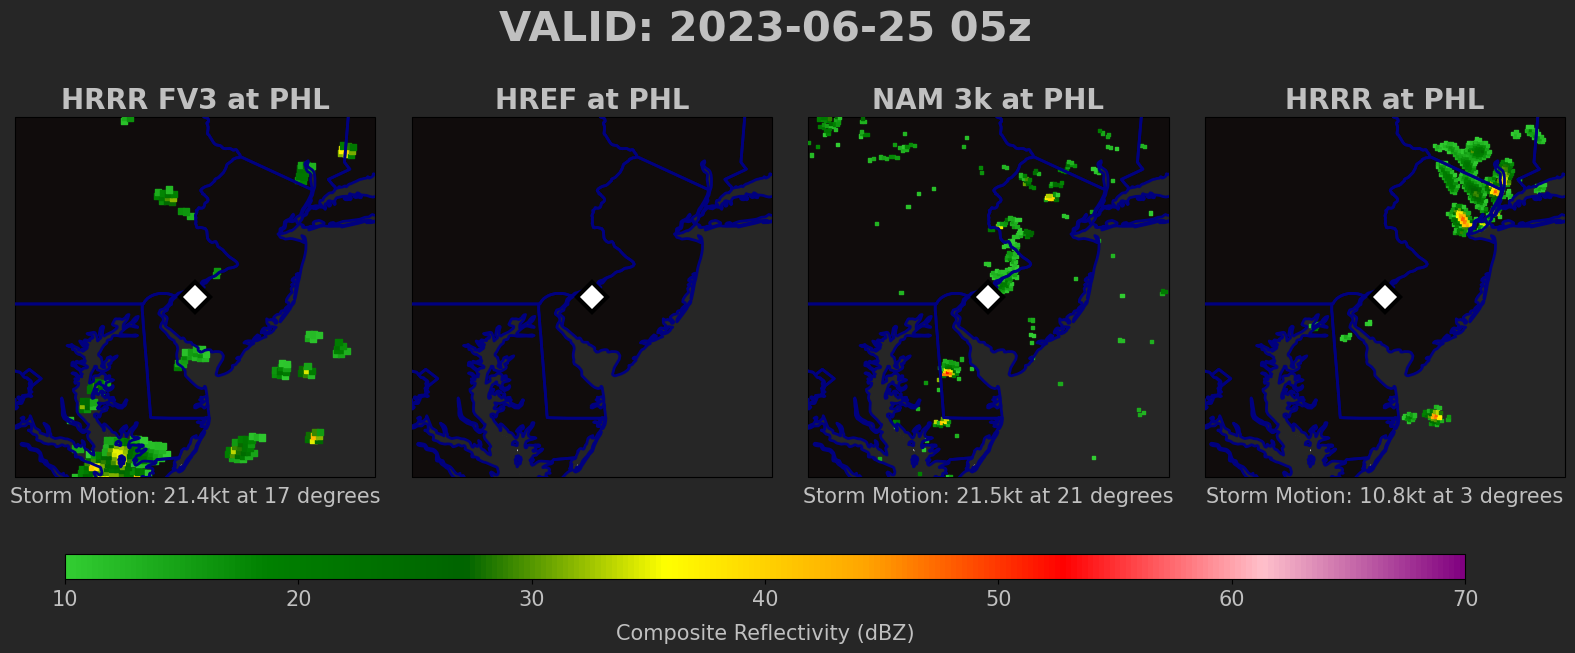 VALID: 2023-06-25 05z
HRRR FV3 at PHL
HREF at PHL
NAM 3k at PHL
HRRR at PHL
Storm Motion: 21.4kt at 17 degrees
Storm Motion: 21.5kt at 21 degrees
Storm Motion: 10.8kt at 3 degrees
10 20 30 40 50 60 70
Composite Reflectivity (dBZ)